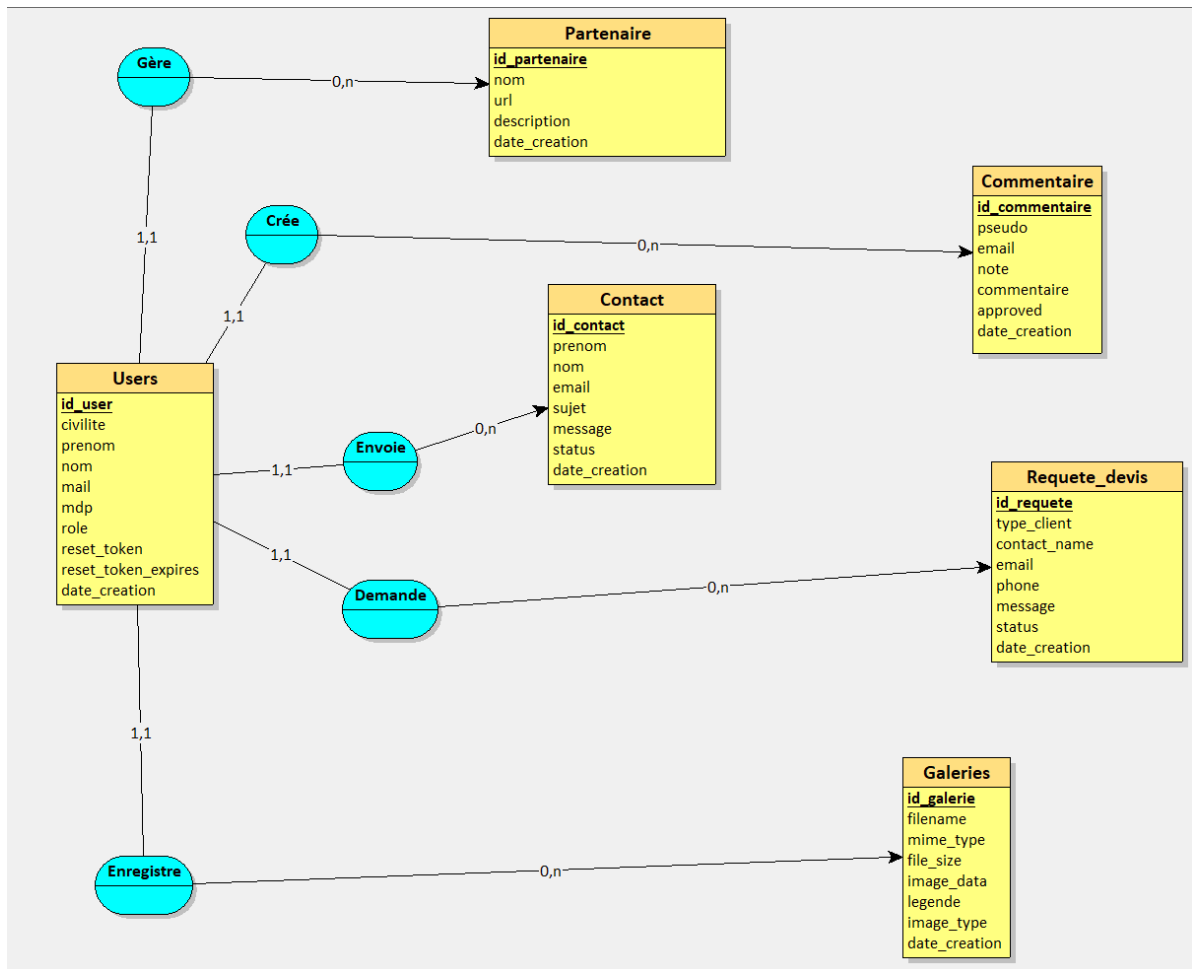 Partenaire
id_partenaire
nom
url
description
date_creation
Gère
0,n
1,1
Commentaire
id_commentaire
pseudo
email
note
commentaire
approved
date_creation
Crée
0,n
1,1
Contact
id_contact
prenom
nom
email
sujet
message
status
date_creation
Users
id_user
civilite
prenom
nom
mail
mdp
role
reset_token
reset_token_expires
date_creation
Envoie
0,n
1,1
Requete_devis
id_requete
type_client
contact_name
email
phone
message
status
date_creation
Demande
1,1
0,n
Enregistre
1,1
0,n
Galeries
id_galerie
filename
mime_type
file_size
image_data
legende
image_type
date_creation